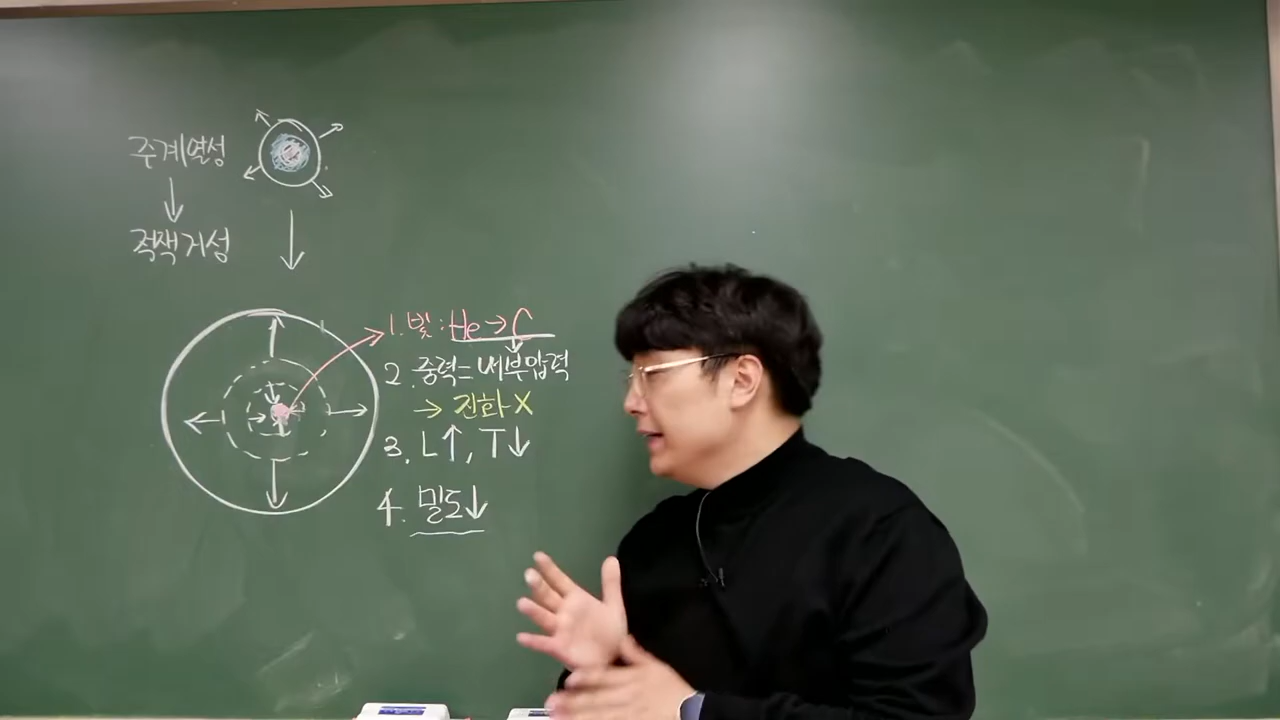 주계열성
↓
적색거성
1. 빛 : He → C
2. 중력 = 내부압력
→ 진화 X
3. L↑, T↓
4. 밀도↓